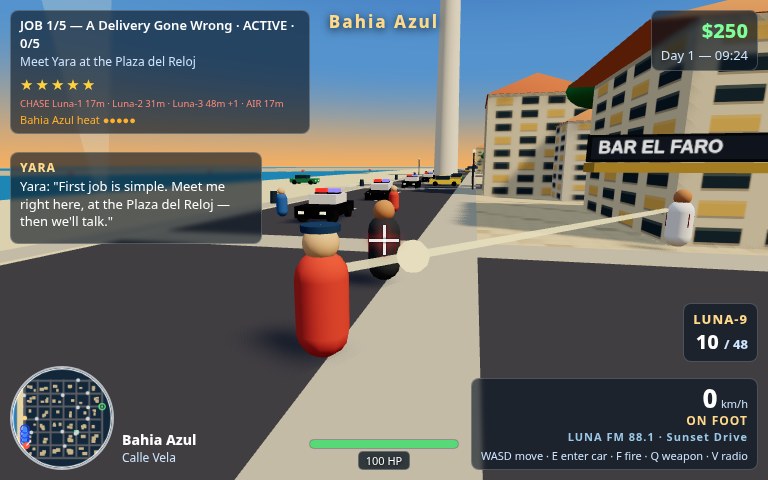 JOB 1/5 — A Delivery Gone Wrong · ACTIVE ·
0/5
Meet Yara at the Plaza del Reloj
★★★★★
CHASE Luna-1 17m · Luna-2 31m · Luna-3 48m +1 · AIR 17m
Bahia Azul heat ●●●●●
Bahia Azul
$250
Day 1 — 09:24
YARA
Yara: "First job is simple. Meet me
right here, at the Plaza del Reloj —
then we'll talk."
BAR EL FARO
LUNA-9
10 / 48
0 km/h
ON FOOT
LUNA FM 88.1 · Sunset Drive
WASD move · E enter car · F fire · Q weapon · V radio
Bahia Azul
Calle Vela
100 HP